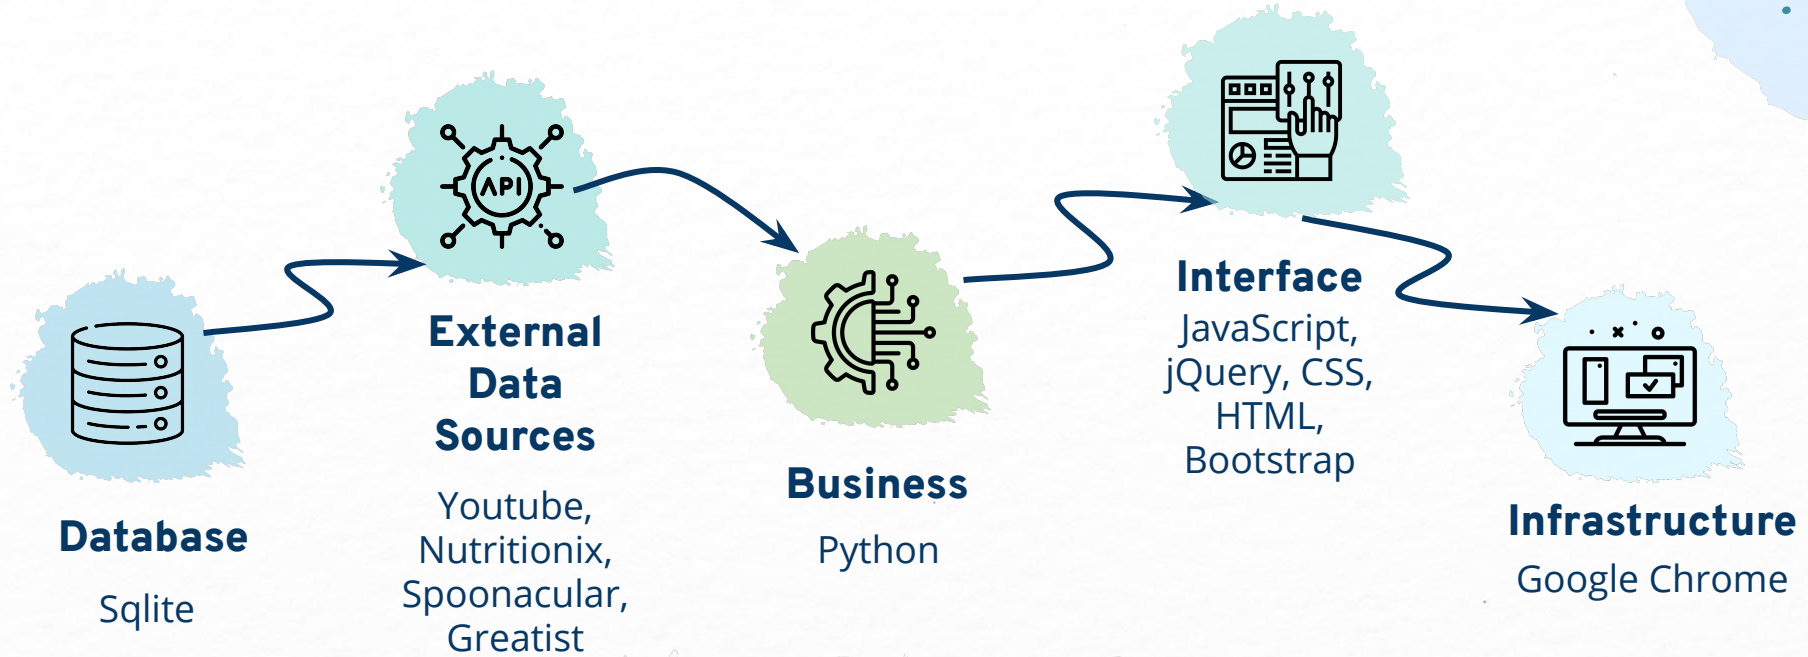 Database
Sqlite
API
External
Data
Sources
Youtube,
Nutritionix,
Spoonacular,
Greatist
Business
Python
Interface
JavaScript,
jQuery, CSS,
HTML,
Bootstrap
Infrastructure
Google Chrome